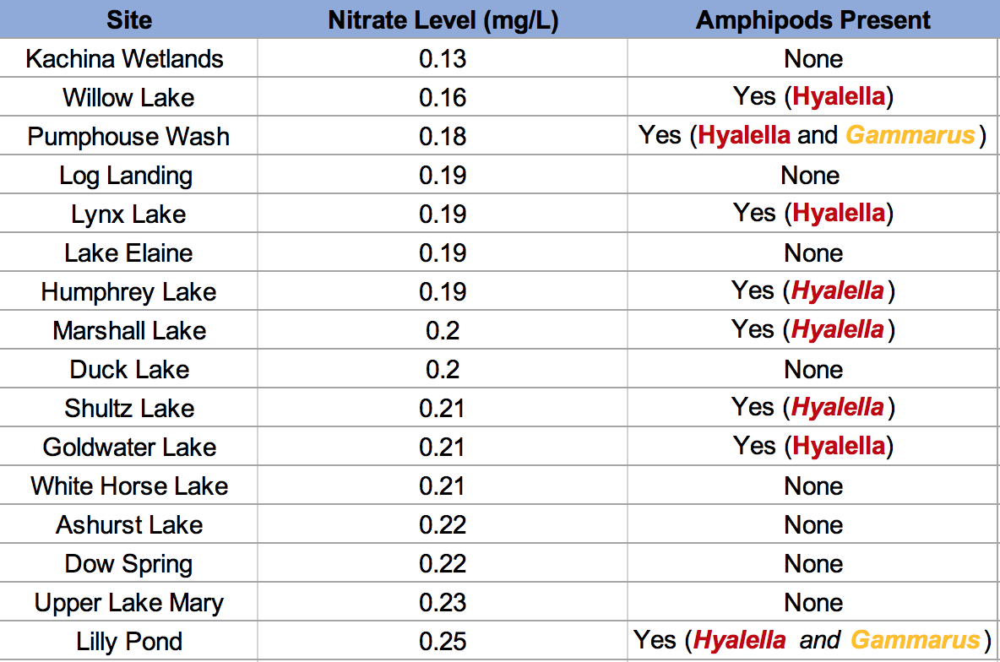 Site Nitrate Level (mg/L) Amphipods Present
Kachina Wetlands 0.13 None
Willow Lake 0.16 Yes (Hyalella)
Pumphouse Wash 0.18 Yes (Hyalella and Gammarus)
Log Landing 0.19 None
Lynx Lake 0.19 Yes (Hyalella)
Lake Elaine 0.19 None
Humphrey Lake 0.19 Yes (Hyalella)
Marshall Lake 0.2 Yes (Hyalella)
Duck Lake 0.2 None
Shultz Lake 0.21 Yes (Hyalella)
Goldwater Lake 0.21 Yes (Hyalella)
White Horse Lake 0.21 None
Ashurst Lake 0.22 None
Dow Spring 0.22 None
Upper Lake Mary 0.23 None
Lilly Pond 0.25 Yes (Hyalella and Gammarus)